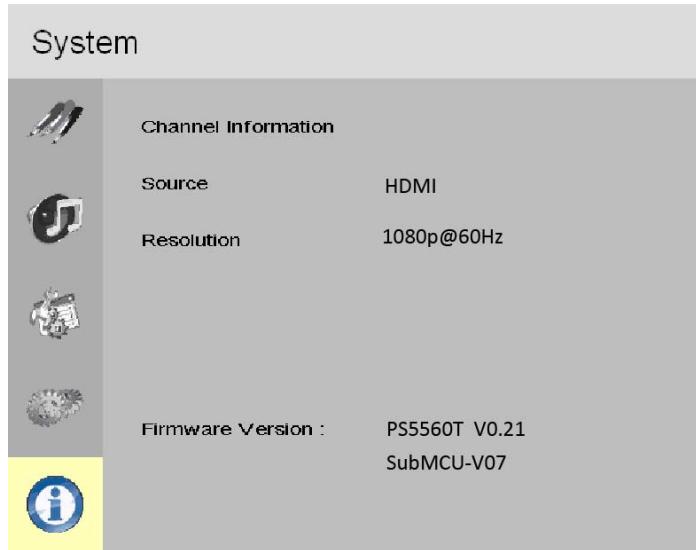 System
Channel Information
Source HDMI
Resolution 1080p@60Hz
Firmware Version : PS5560T V0.21
SubMCU-V07